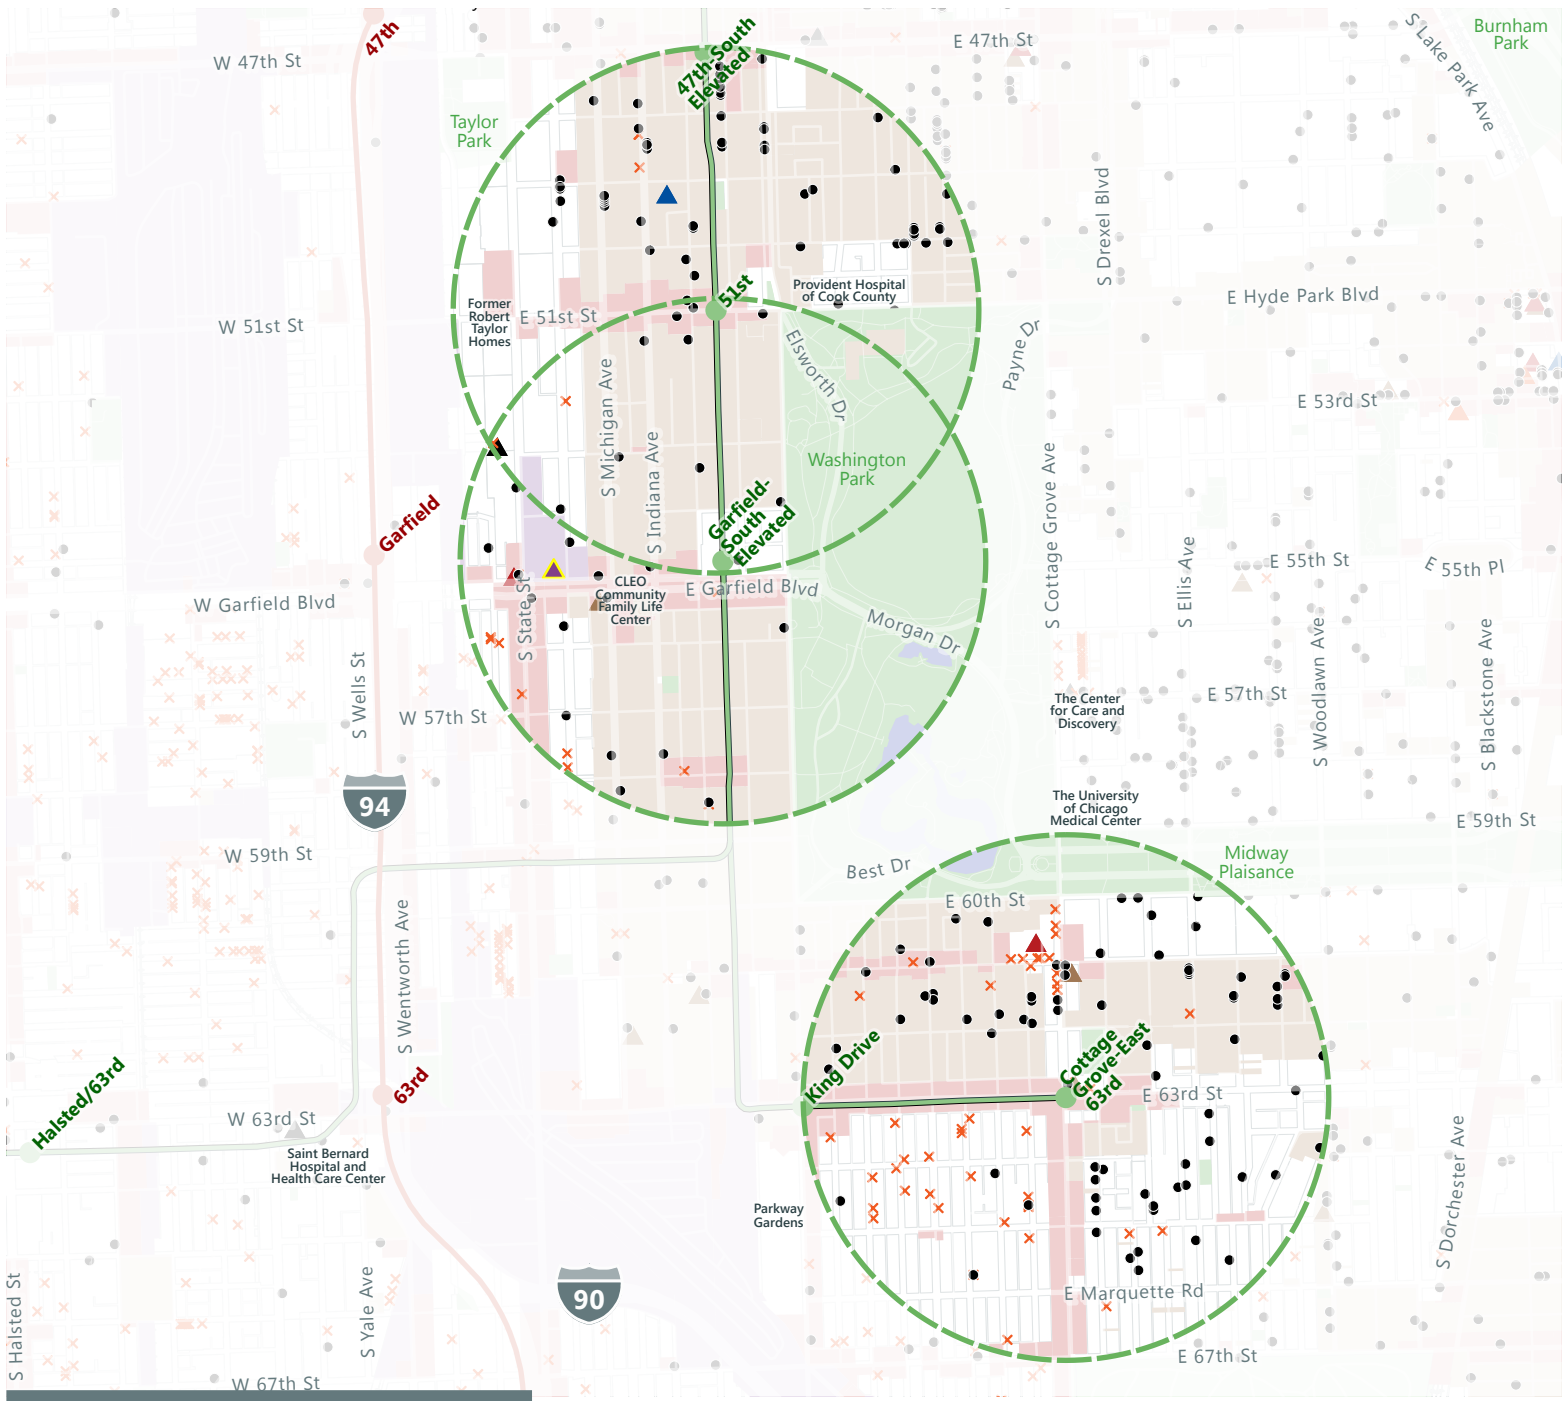 47th
W 47th St
47th-South
Elevated
E 47th St
S Lake Park Ave
Burnham
Park
Taylor
Park
S Drexel Blvd
51st
Provident Hospital
of Cook County
E Hyde Park Blvd
Former
Robert
Taylor
Homes
E 51st St
W 51st St
Elsworth Dr
Payne Dr
S Michigan Ave
E 53rd St
S Indiana Ave
Washington
Park
S Cottage Grove Ave
Garfield
Garfield-
South
Elevated
S Ellis Ave
E 55th St
E 55th Pl
CLEO
Community
Family Life
Center
E Garfield Blvd
W Garfield Blvd
S State St
Morgan Dr
S Wells St
S Woodlawn Ave
S Blackstone Ave
E 57th St
The Center
for Care and
Discovery
W 57th St
94
The University
of Chicago
Medical Center
E 59th St
W 59th St
Best Dr
Midway
Plaisance
E 60th St
S Wentworth Ave
King Drive
Cottage
Grove-East
63rd
Halsted/63rd
63rd
E 63rd St
W 63rd St
Saint Bernard
Hospital and
Health Care Center
S Dorchester Ave
Parkway
Gardens
90
S Halsted St
S Yale Ave
E Marquette Rd
E 67th St
W 67th St